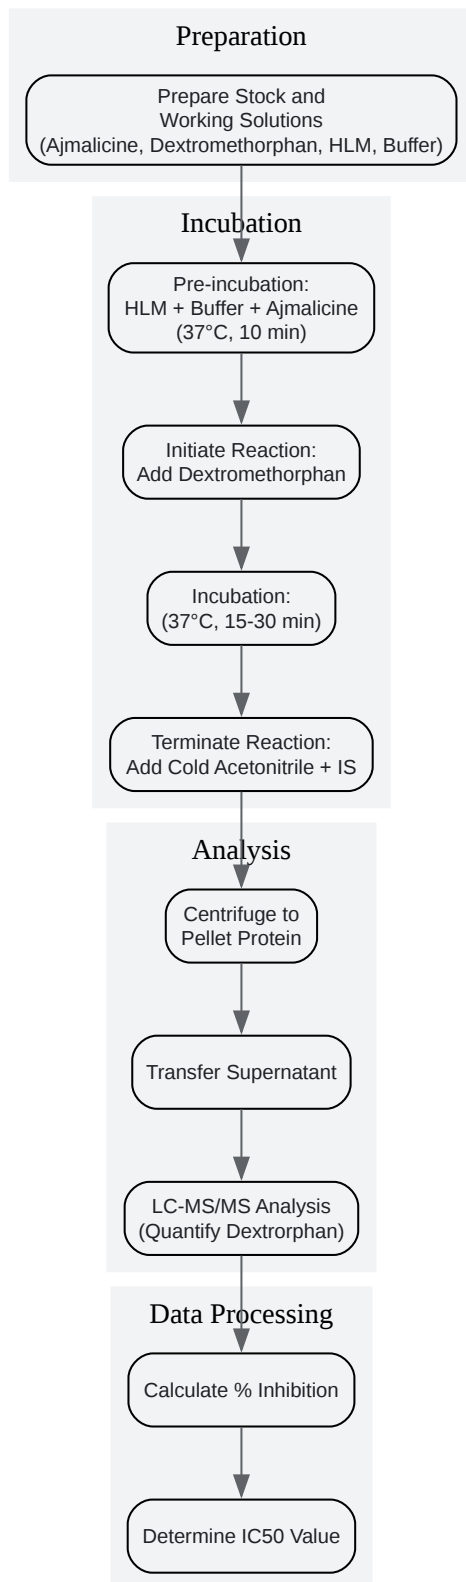 Preparation
Prepare Stock and
Working Solutions
(Ajmalicine, Dextromethorphan, HLM, Buffer)
Incubation
Pre-incubation:
HLM + Buffer + Ajmalicine
(37°C, 10 min)
Initiate Reaction:
Add Dextromethorphan
Incubation:
(37°C, 15-30 min)
Terminate Reaction:
Add Cold Acetonitrile + IS
Analysis
Centrifuge to
Pellet Protein
Transfer Supernatant
LC-MS/MS Analysis
(Quantify Dextrorphan)
Data Processing
Calculate % Inhibition
Determine IC50 Value